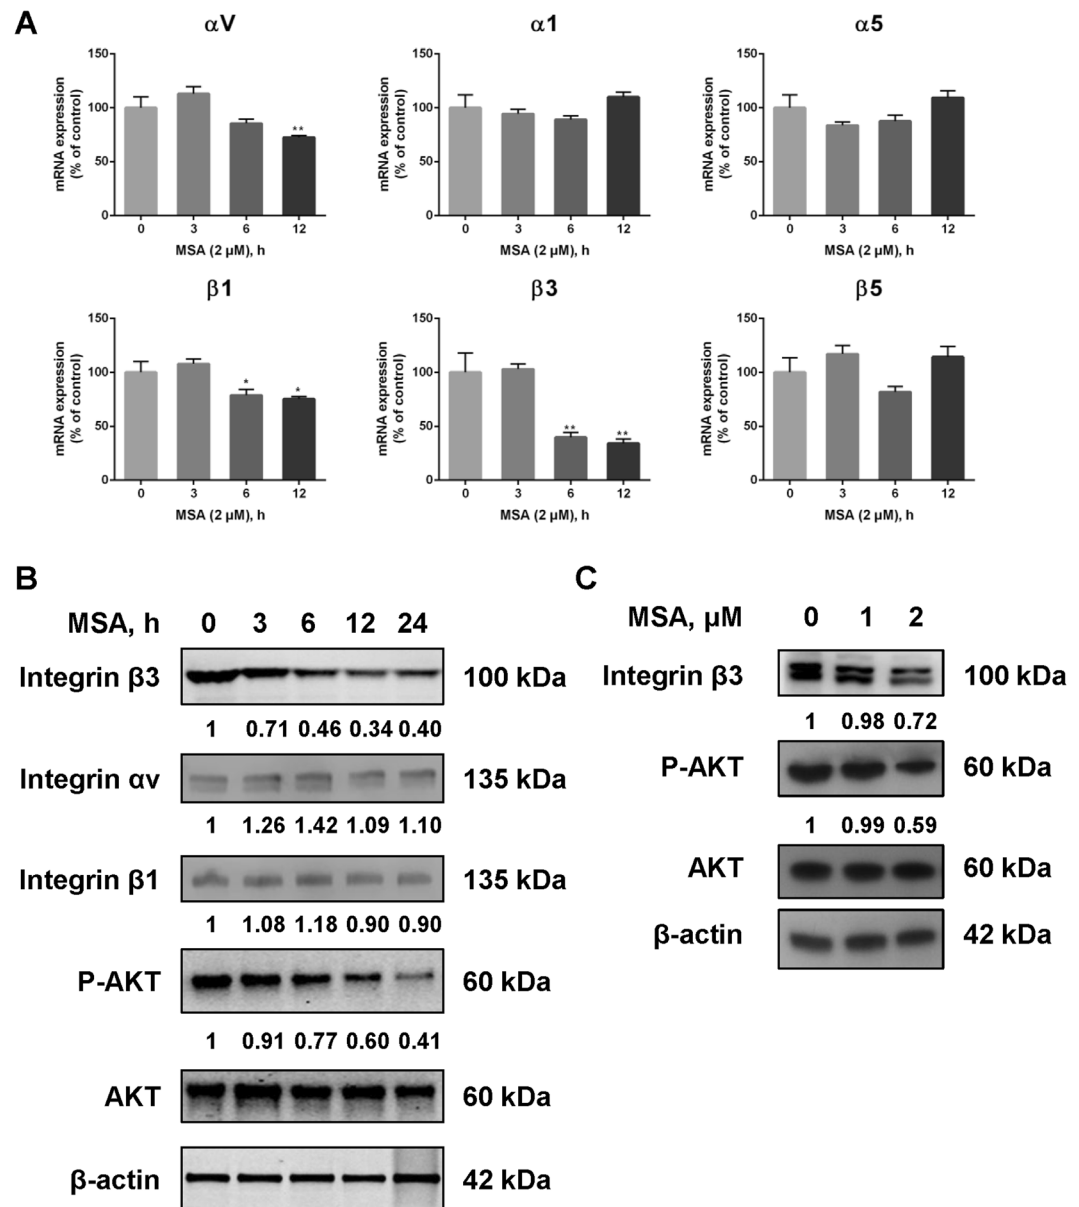 A
αV
α1
α5
mRNA expression
(% of control)
150
100
50
0
0 3 6 12
MSA (2 µM), h
**
mRNA expression
(% of control)
150
100
50
0
0 3 6 12
MSA (2 µM), h
mRNA expression
(% of control)
150
100
50
0
0 3 6 12
MSA (2 µM), h
β1
β3
β5
mRNA expression
(% of control)
150
100
50
0
* *
0 3 6 12
MSA (2 µM), h
mRNA expression
(% of control)
150
100
50
0
** **
0 3 6 12
MSA (2 µM), h
mRNA expression
(% of control)
150
100
50
0
0 3 6 12
MSA (2 µM), h
B
MSA, h 0 3 6 12 24
Integrin β3 100 kDa
1 0.71 0.46 0.34 0.40
Integrin αv 135 kDa
1 1.26 1.42 1.09 1.10
Integrin β1 135 kDa
1 1.08 1.18 0.90 0.90
P-AKT 60 kDa
1 0.91 0.77 0.60 0.41
AKT 60 kDa
β-actin 42 kDa
C
MSA, µM 0 1 2
Integrin β3 100 kDa
1 0.98 0.72
P-AKT 60 kDa
1 0.99 0.59
AKT 60 kDa
β-actin 42 kDa